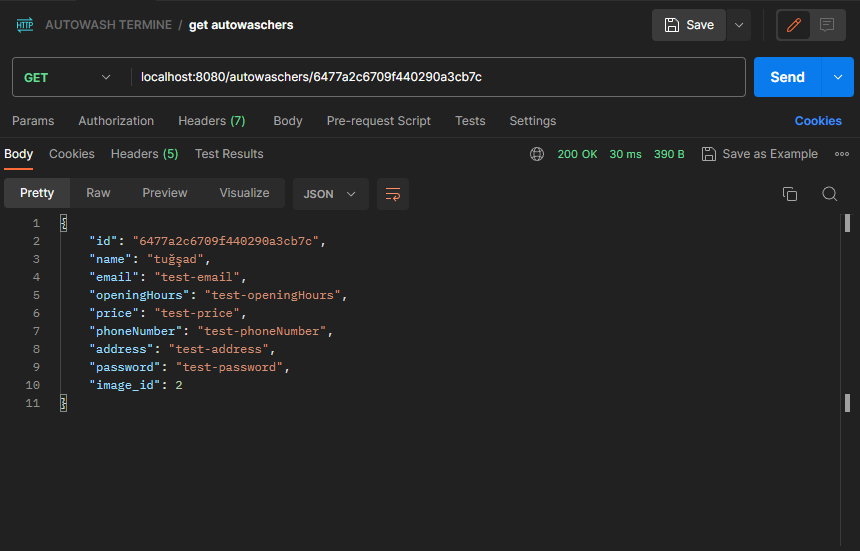 HTTP AUTOWASH TERMINE / get autowaschers Save
GET localhost:8080/autowaschers/6477a2c6709f440290a3cb7c Send
Params Authorization Headers (7) Body Pre-request Script Tests Settings Cookies
Body Cookies Headers (5) Test Results 200 OK 30 ms 390 B Save as Example
Pretty Raw Preview Visualize JSON
1 {
2 "id": "6477a2c6709f440290a3cb7c",
3 "name": "tuğşad",
4 "email": "test-email",
5 "openingHours": "test-openingHours",
6 "price": "test-price",
7 "phoneNumber": "test-phoneNumber",
8 "address": "test-address",
9 "password": "test-password",
10 "image_id": 2
11 }